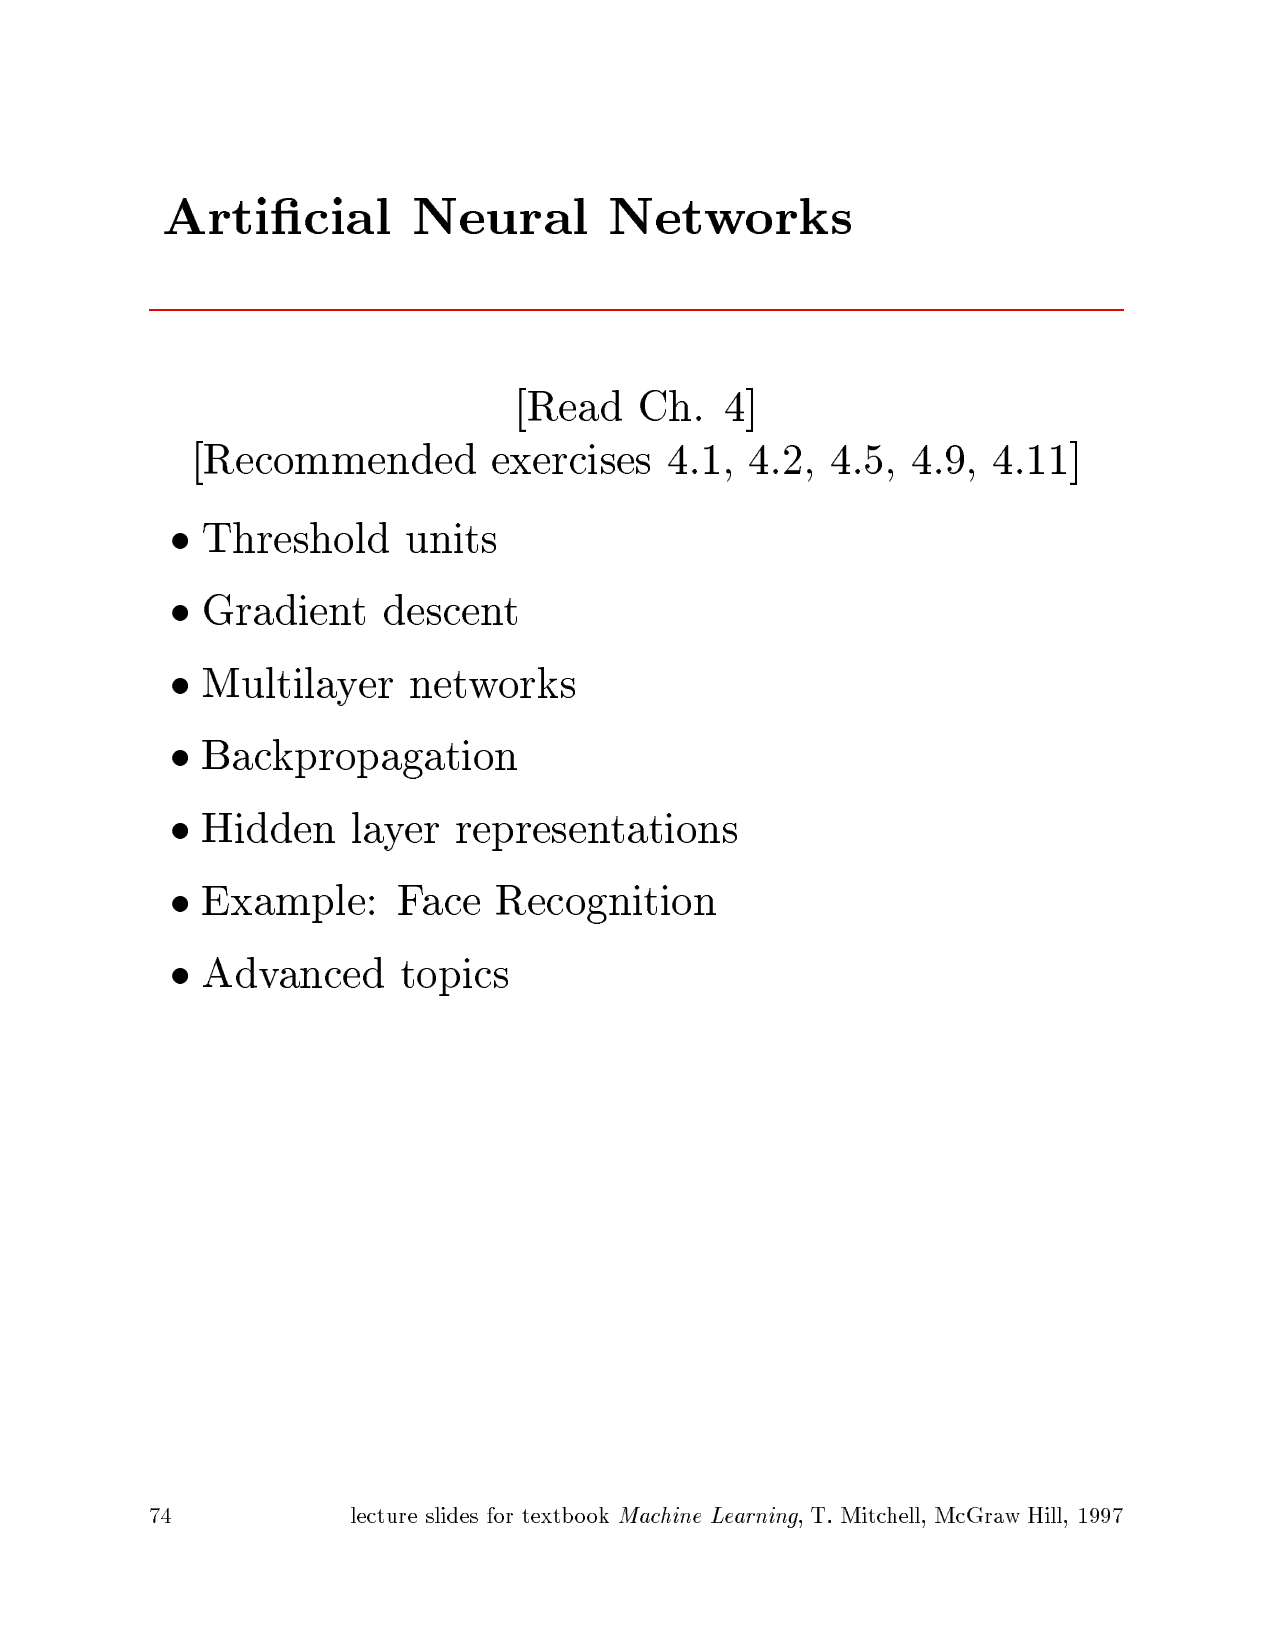 Artificial Neural Networks
[Read Ch. 4]
[Recommended exercises 4.1, 4.2, 4.5, 4.9, 4.11]
• Threshold units
• Gradient descent
• Multilayer networks
• Backpropagation
• Hidden layer representations
• Example: Face Recognition
• Advanced topics
74 lecture slides for textbook Machine Learning, T. Mitchell, McGraw Hill, 1997